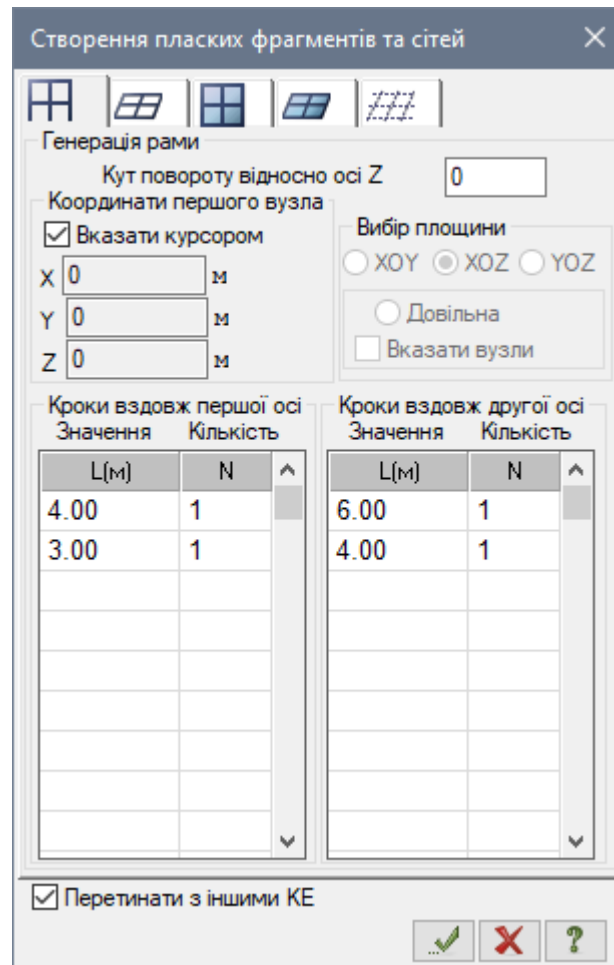 Створення пласких фрагментів та сітей
Генерація рами
Кут повороту відносно осі Z 0
Координати першого вузла
Вказати курсором
X 0 м
Y 0 м
Z 0 м
Вибір площини
XOY XOZ YOZ
Довільна
Вказати вузли
Кроки вздовж першої осі
Значення Кількість
L(м) N
4.00 1
3.00 1
Кроки вздовж другої осі
Значення Кількість
L(м) N
6.00 1
4.00 1
Перетинати з іншими КЕ
?